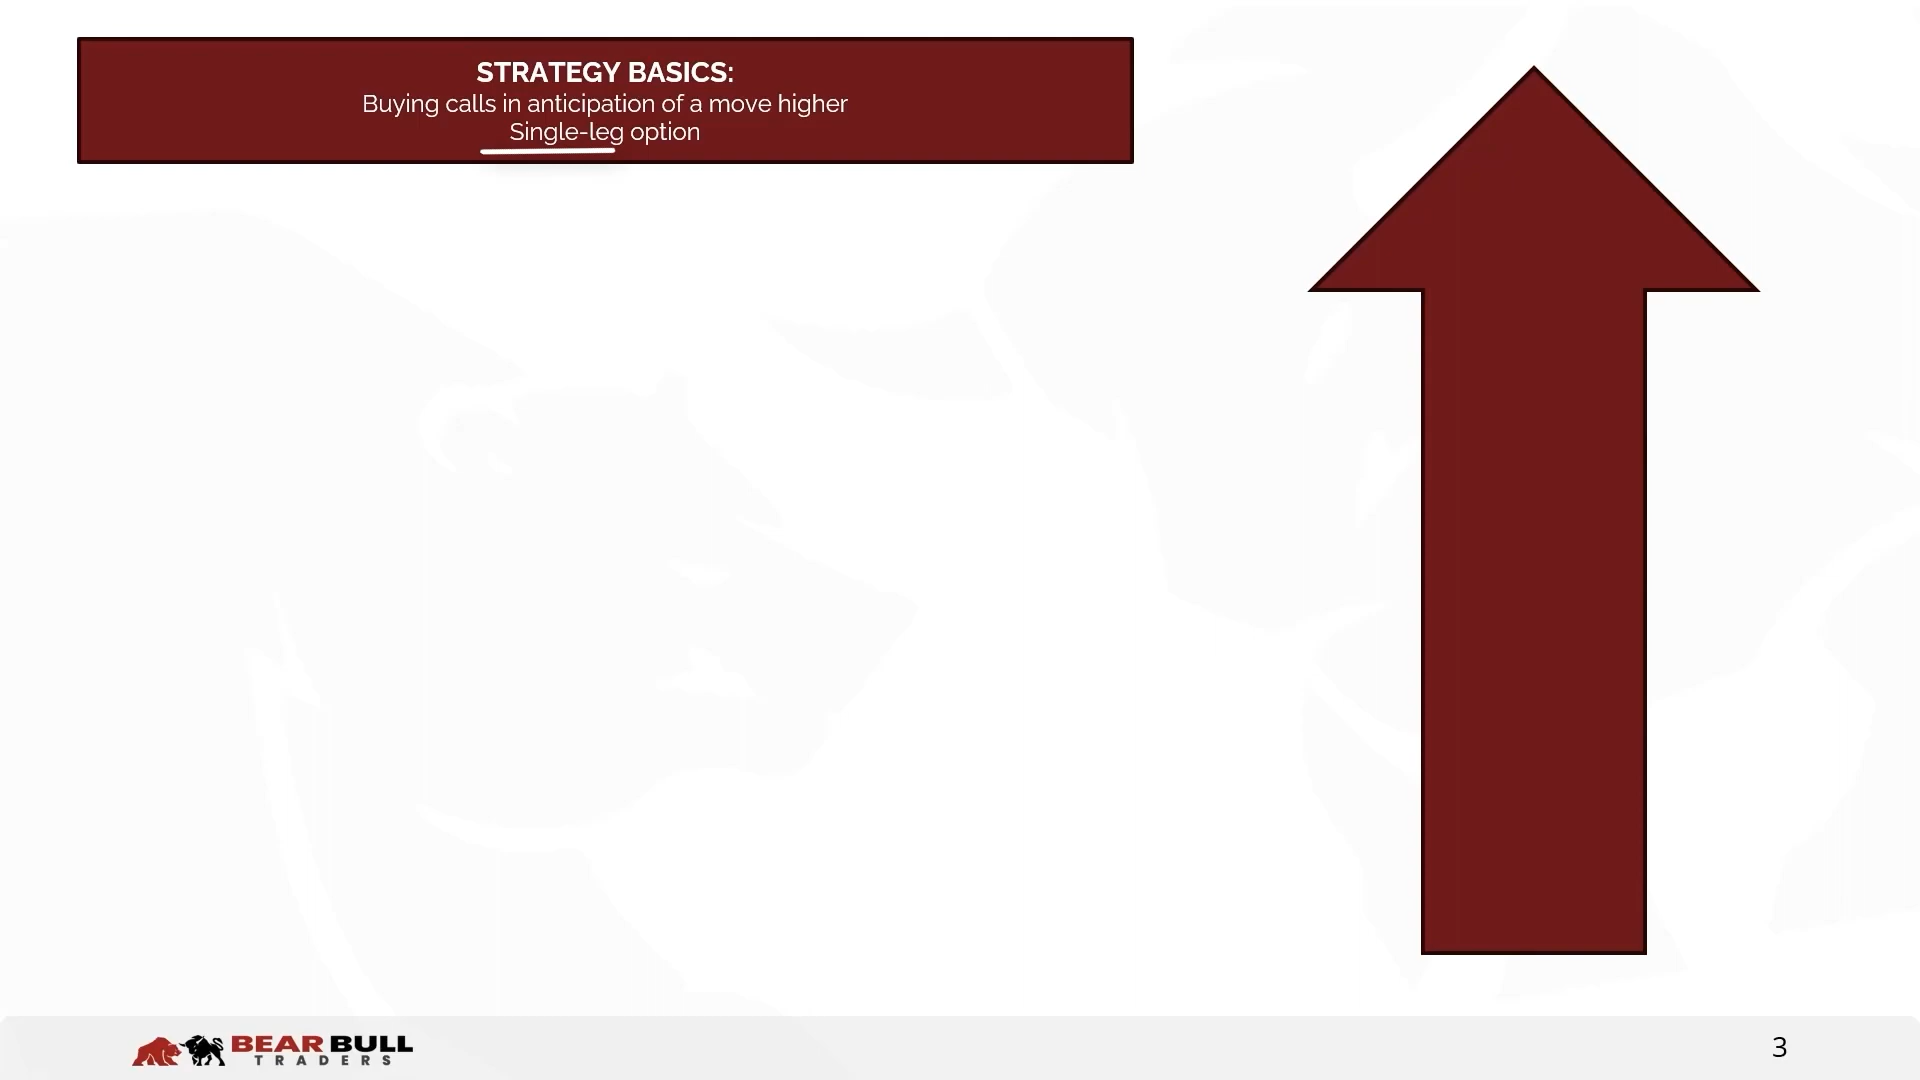 STRATEGY BASICS:
Buying calls in anticipation of a move higher
Single-leg option
BEAR BULL
TRADERS
3